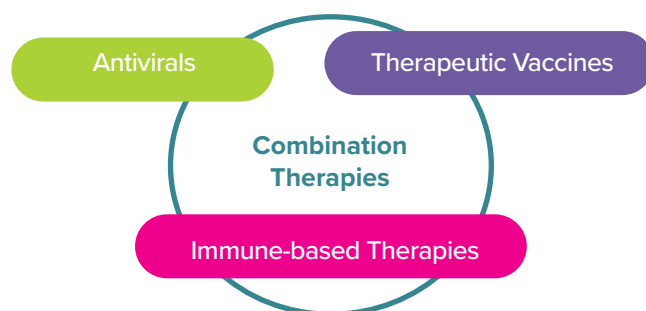 Antivirals
Therapeutic Vaccines
Combination
Therapies
Immune-based Therapies